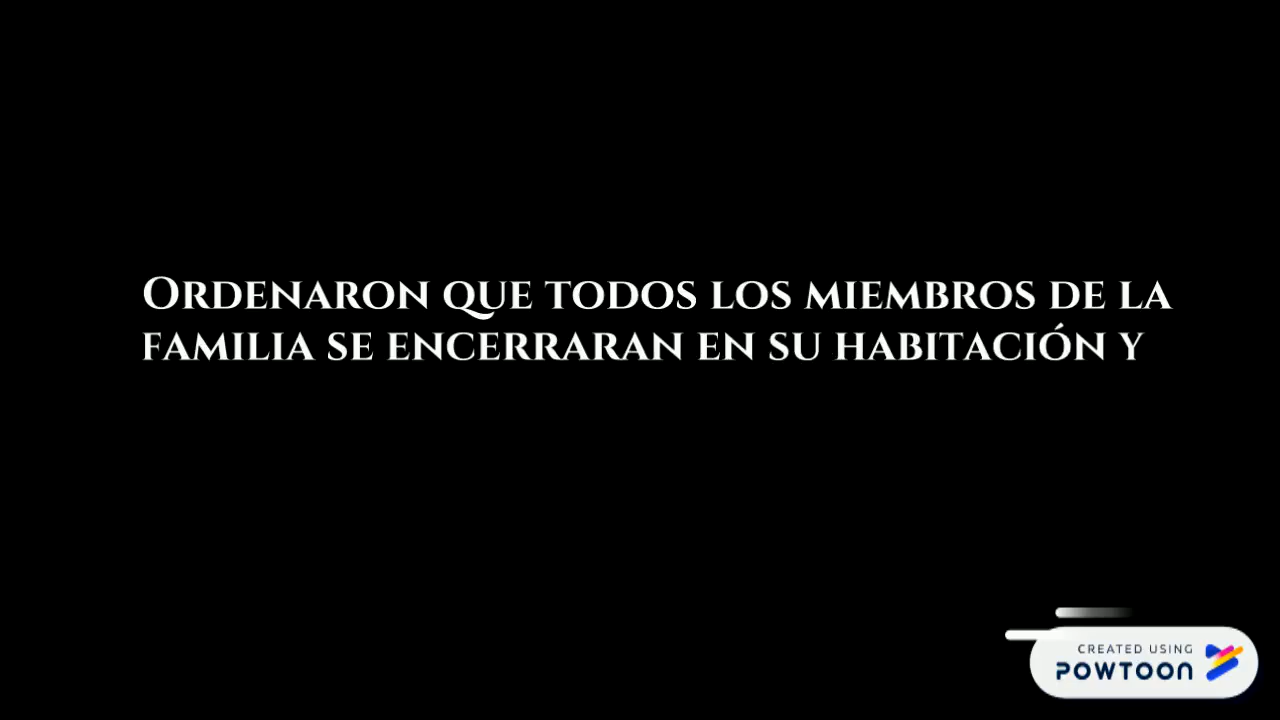 Ordenaron que todos los miembros de la
familia se encerraran en su habitación y
CREATED USING
POWTOON